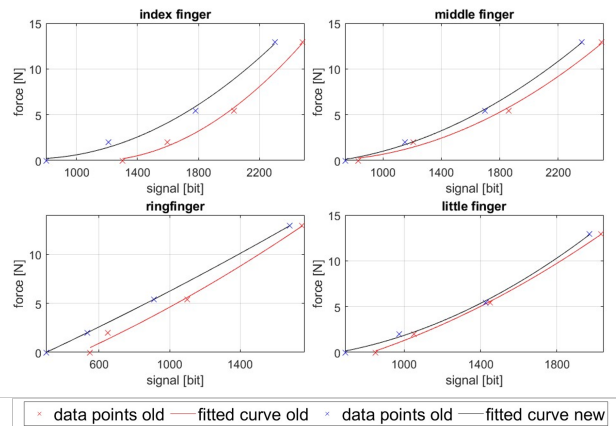 index finger
force [N]
15
10
5
0
1000 1400 1800 2200
signal [bit]
middle finger
force [N]
15
10
5
0
1000 1400 1800 2200
signal [bit]
ringfinger
force [N]
10
5
0
600 1000 1400
signal [bit]
little finger
force [N]
15
10
5
0
1000 1400 1800
signal [bit]
data points old fitted curve old data points old fitted curve new